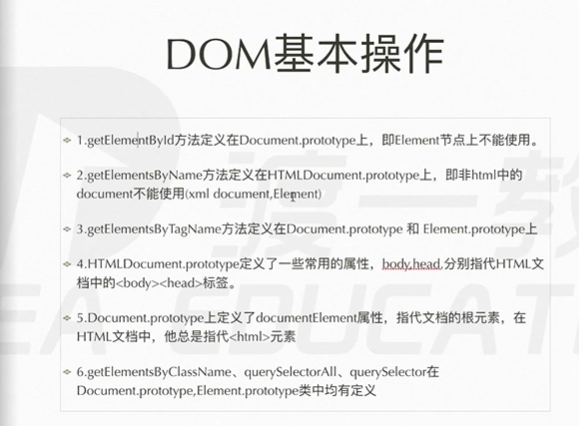 DOM基本操作
1.getElementById方法定义在Document.prototype上，即Element节点上不能使用。
2.getElementsByName方法定义在HTMLDocument.prototype上，即非html中的
document不能使用(xml document,Element)
3.getElementsByTagName方法定义在Document.prototype 和 Element.prototype上
4.HTMLDocument.prototype定义了一些常用的属性，body,head,分别指代HTML文
档中的<body><head>标签。
5.Document.prototype上定义了documentElement属性，指代文档的根元素，在
HTML文档中，他总是指代<html>元素
6.getElementsByClassName、querySelectorAll、querySelector在
Document.prototype,Element.prototype类中均有定义
渡一教
EA EDUCAT